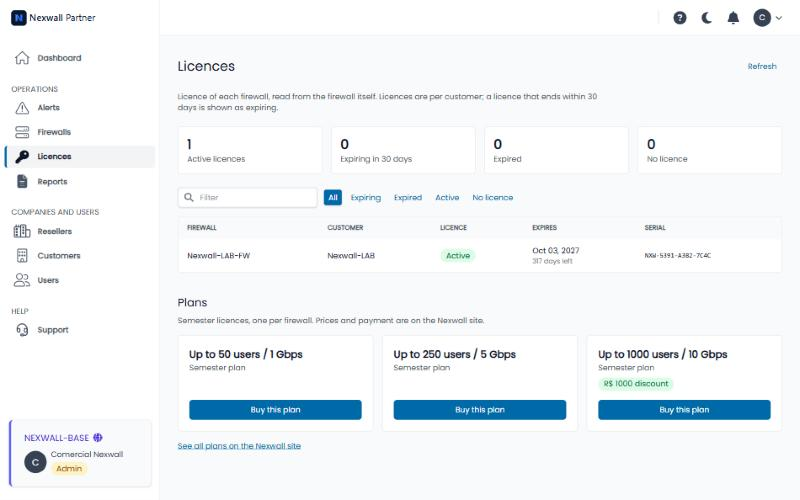 N Nexwall Partner
C
Dashboard
OPERATIONS
Alerts
Firewalls
Licences
Reports
COMPANIES AND USERS
Resellers
Customers
Users
HELP
Support
NEXWALL-BASE
C Comercial Nexwall
Admin
Licences
Refresh
Licence of each firewall, read from the firewall itself. Licences are per customer; a licence that ends within 30
days is shown as expiring.
1
Active licences
0
Expiring in 30 days
0
Expired
0
No licence
Filter
All Expiring Expired Active No licence
FIREWALL CUSTOMER LICENCE EXPIRES SERIAL
Nexwall-LAB-FW Nexwall-LAB Active Oct 03, 2027 NXW-5391-A3B2-7C4C
317 days left
Plans
Semester licences, one per firewall. Prices and payment are on the Nexwall site.
Up to 50 users / 1 Gbps
Semester plan
Buy this plan
Up to 250 users / 5 Gbps
Semester plan
Buy this plan
Up to 1000 users / 10 Gbps
Semester plan
R$ 1000 discount
Buy this plan
See all plans on the Nexwall site